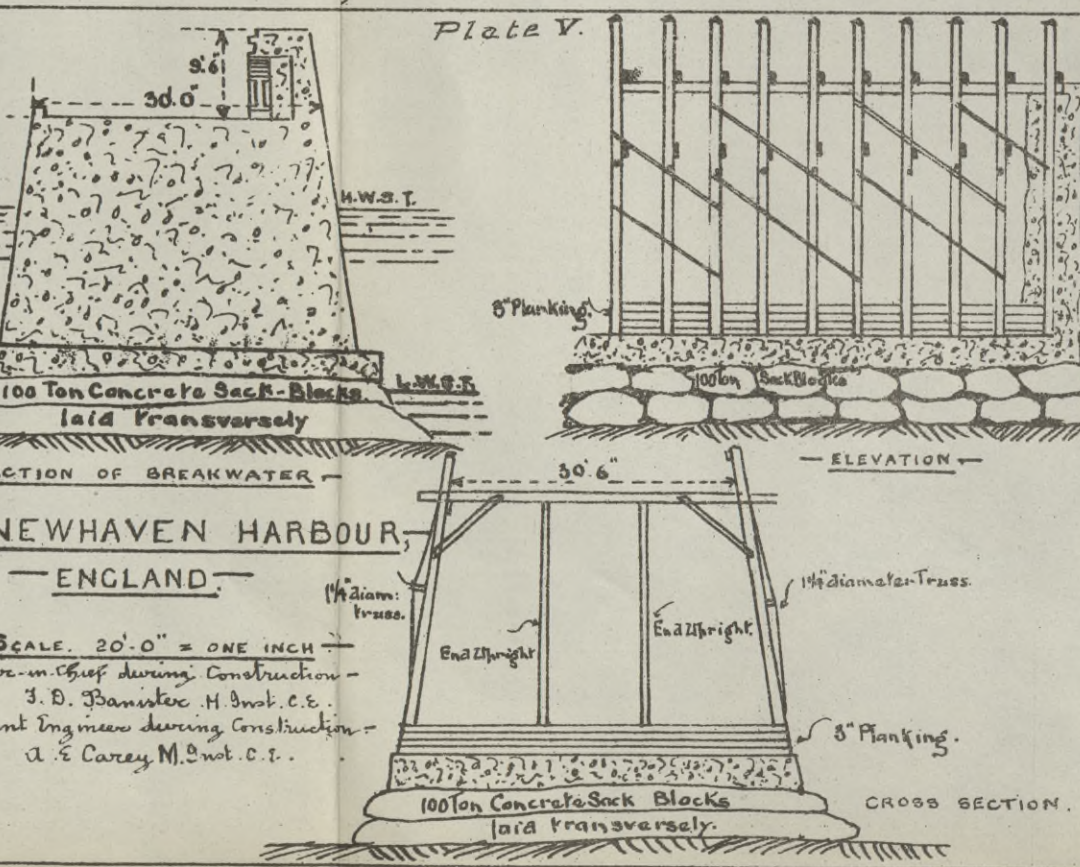 Plate V.
9'.6"
30.0"
H.W.S.T.
L.W.S.T.
100 Ton Concrete Sack-Blocks
laid transversely
CTION OF BREAKWATER
NEWHAVEN HARBOUR,
ENGLAND.
SCALE. 20'-0" = ONE INCH
er-in-Chief during Construction
F. D. Banister M. Inst. C.E.
nt Engineer during Construction
A. E Carey M. Inst. C.E.
3" Planking
100 Ton Sack Blocks
ELEVATION
30'.6"
1¼" diam:
truss.
1¼" diameter Truss.
End Upright
End Upright.
3" Planking.
100 Ton Concrete Sack Blocks
laid transversely.
CROSS SECTION.